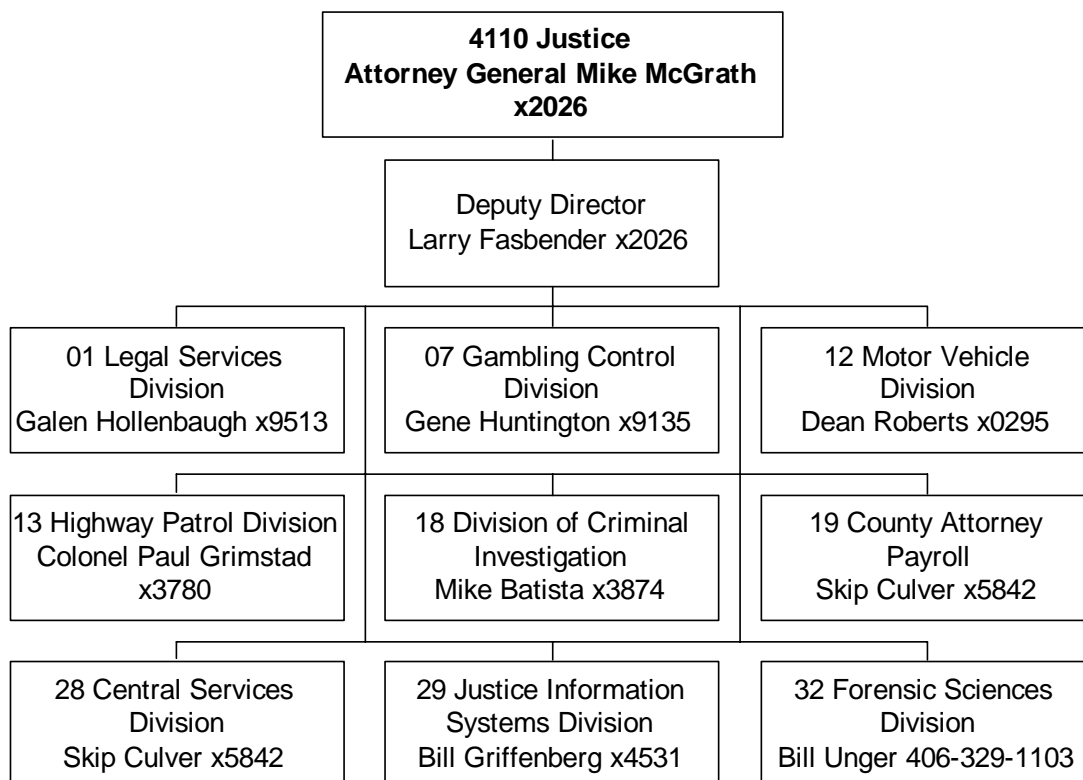 4110 Justice
Attorney General Mike McGrath
x2026
Deputy Director
Larry Fasbender x2026
01 Legal Services
Division
Galen Hollenbaugh x9513
07 Gambling Control
Division
Gene Huntington x9135
12 Motor Vehicle
Division
Dean Roberts x0295
13 Highway Patrol Division
Colonel Paul Grimstad
x3780
18 Division of Criminal
Investigation
Mike Batista x3874
19 County Attorney
Payroll
Skip Culver x5842
28 Central Services
Division
Skip Culver x5842
29 Justice Information
Systems Division
Bill Griffenberg x4531
32 Forensic Sciences
Division
Bill Unger 406-329-1103